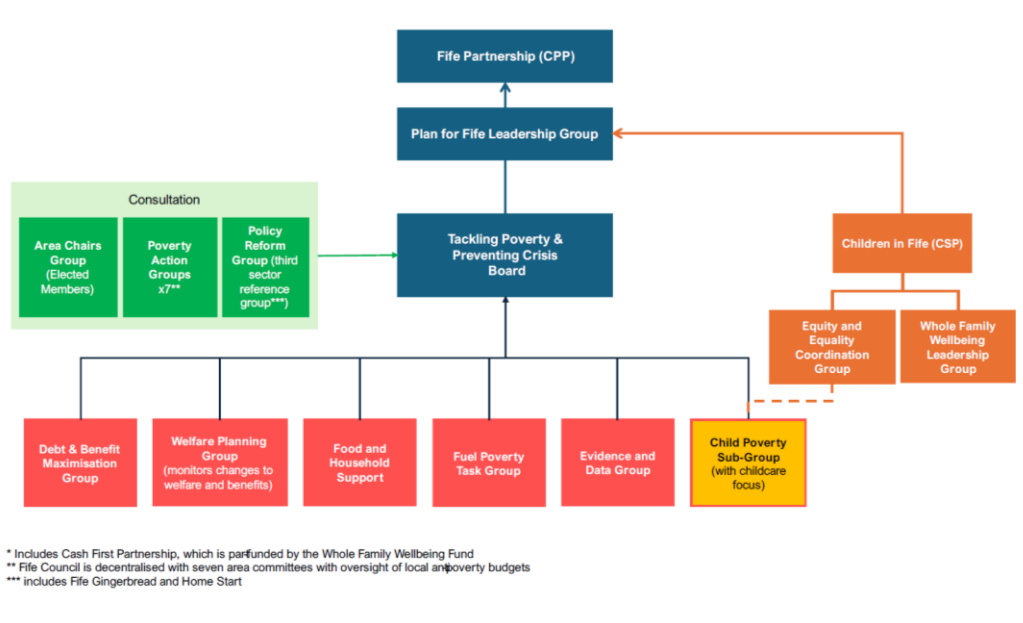 Fife Partnership (CPP)
Plan for Fife Leadership Group
Consultation
Area Chairs
Group
(Elected
Members)
Poverty
Action
Groups
x7**
Policy
Reform
Group (third
sector
reference
group***)
Tackling Poverty &
Preventing Crisis
Board
Children in Fife (CSP)
Equity and
Equality
Coordination
Group
Whole Family
Wellbeing
Leadership
Group
Debt & Benefit
Maximisation
Group
Welfare Planning
Group
(monitors changes to
welfare and benefits)
Food and
Household
Support
Fuel Poverty
Task Group
Evidence and
Data Group
Child Poverty
Sub-Group
(with childcare
focus)
* Includes Cash First Partnership, which is part-funded by the Whole Family Wellbeing Fund
** Fife Council is decentralised with seven area committees with oversight of local anti-poverty budgets
*** includes Fife Gingerbread and Home Start